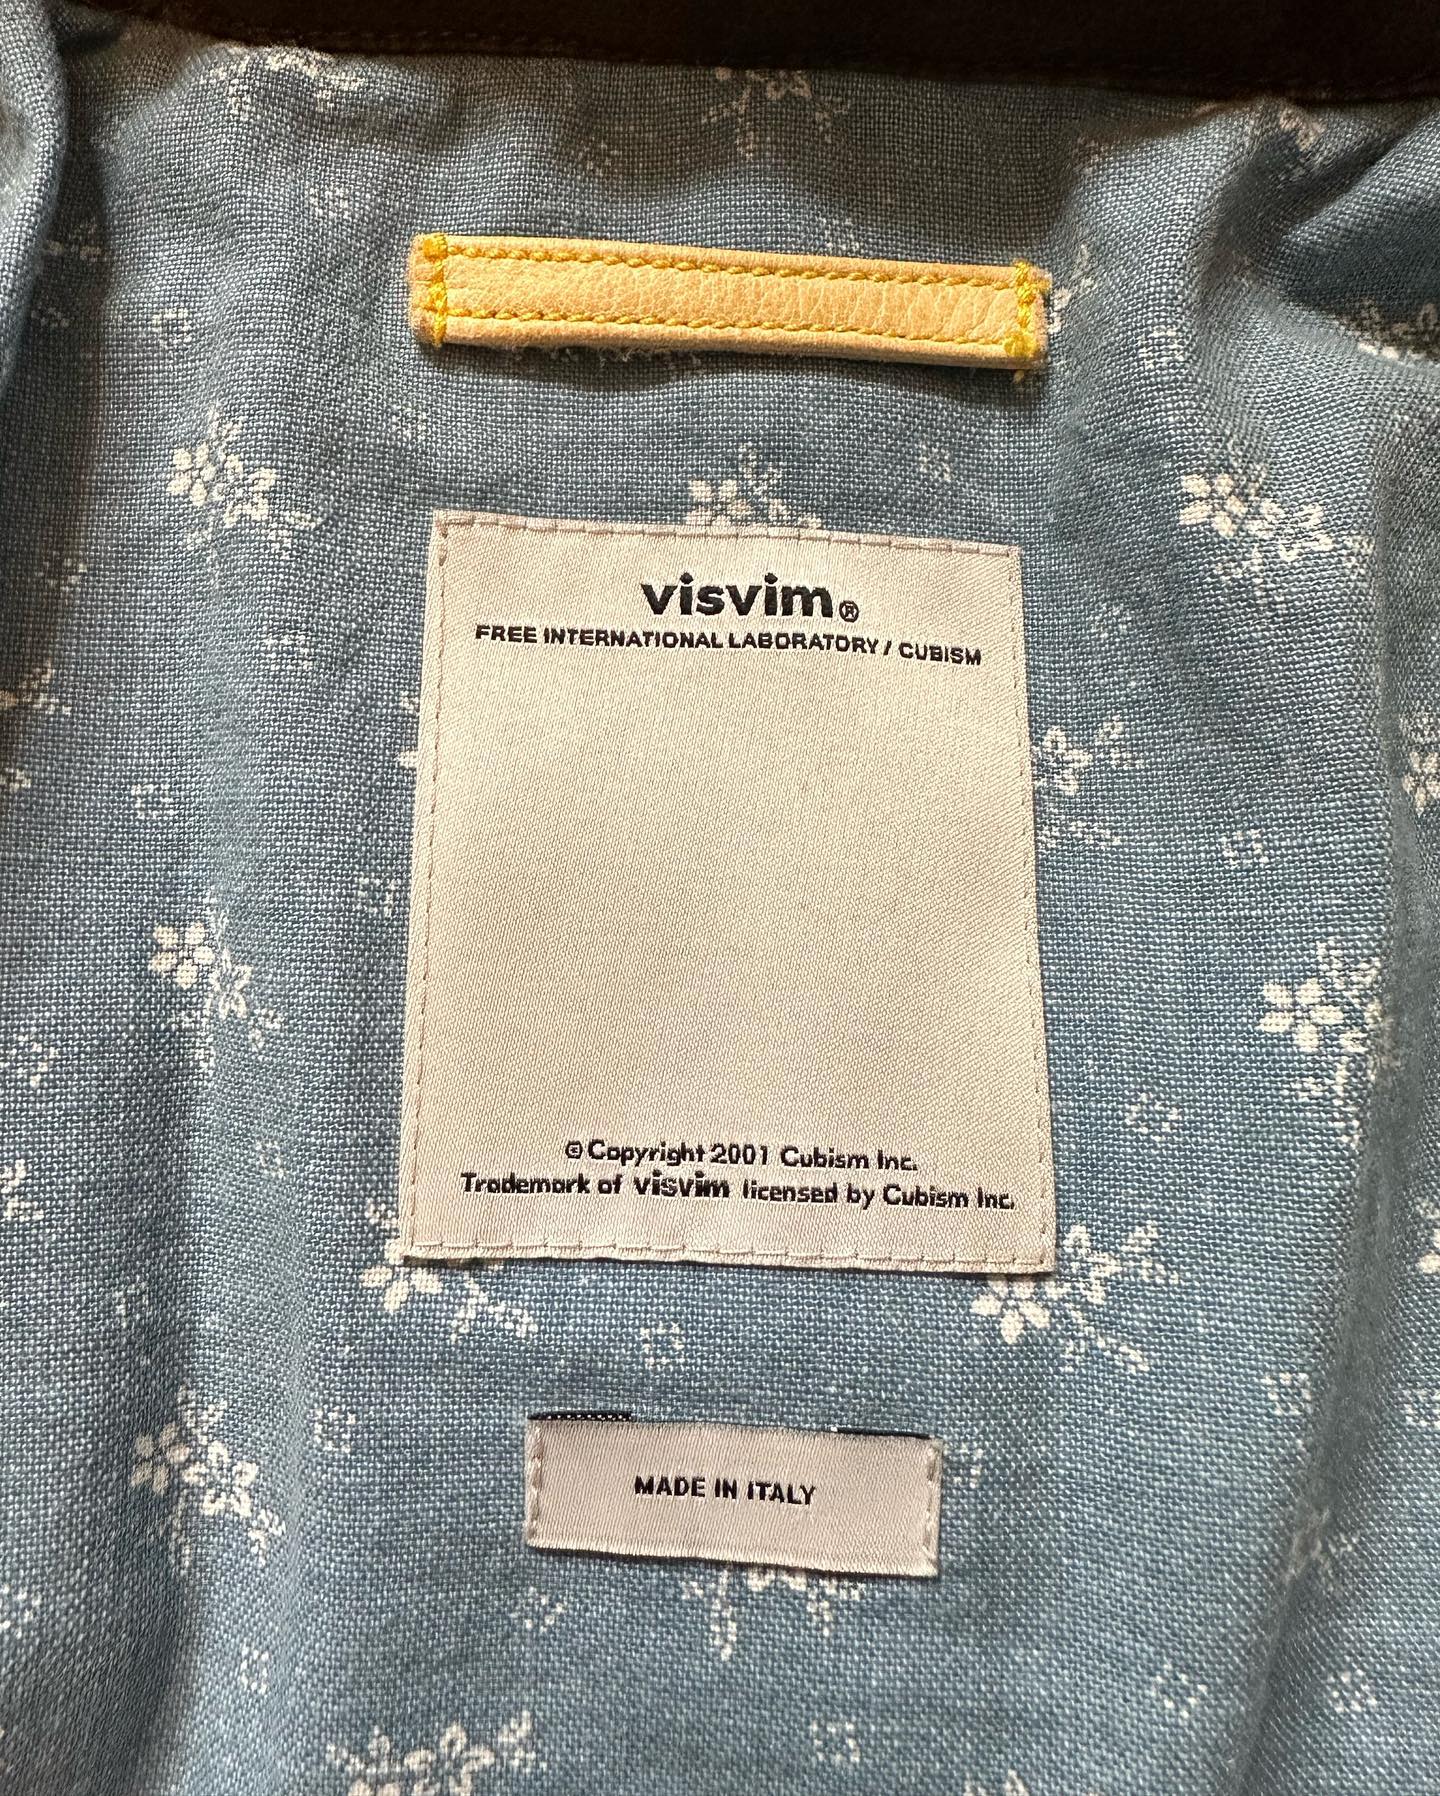 visvim®
FREE INTERNATIONAL LABORATORY / CUBISM
© Copyright 2001 Cubism Inc.
Trademark of visvim licensed by Cubism Inc.
MADE IN ITALY